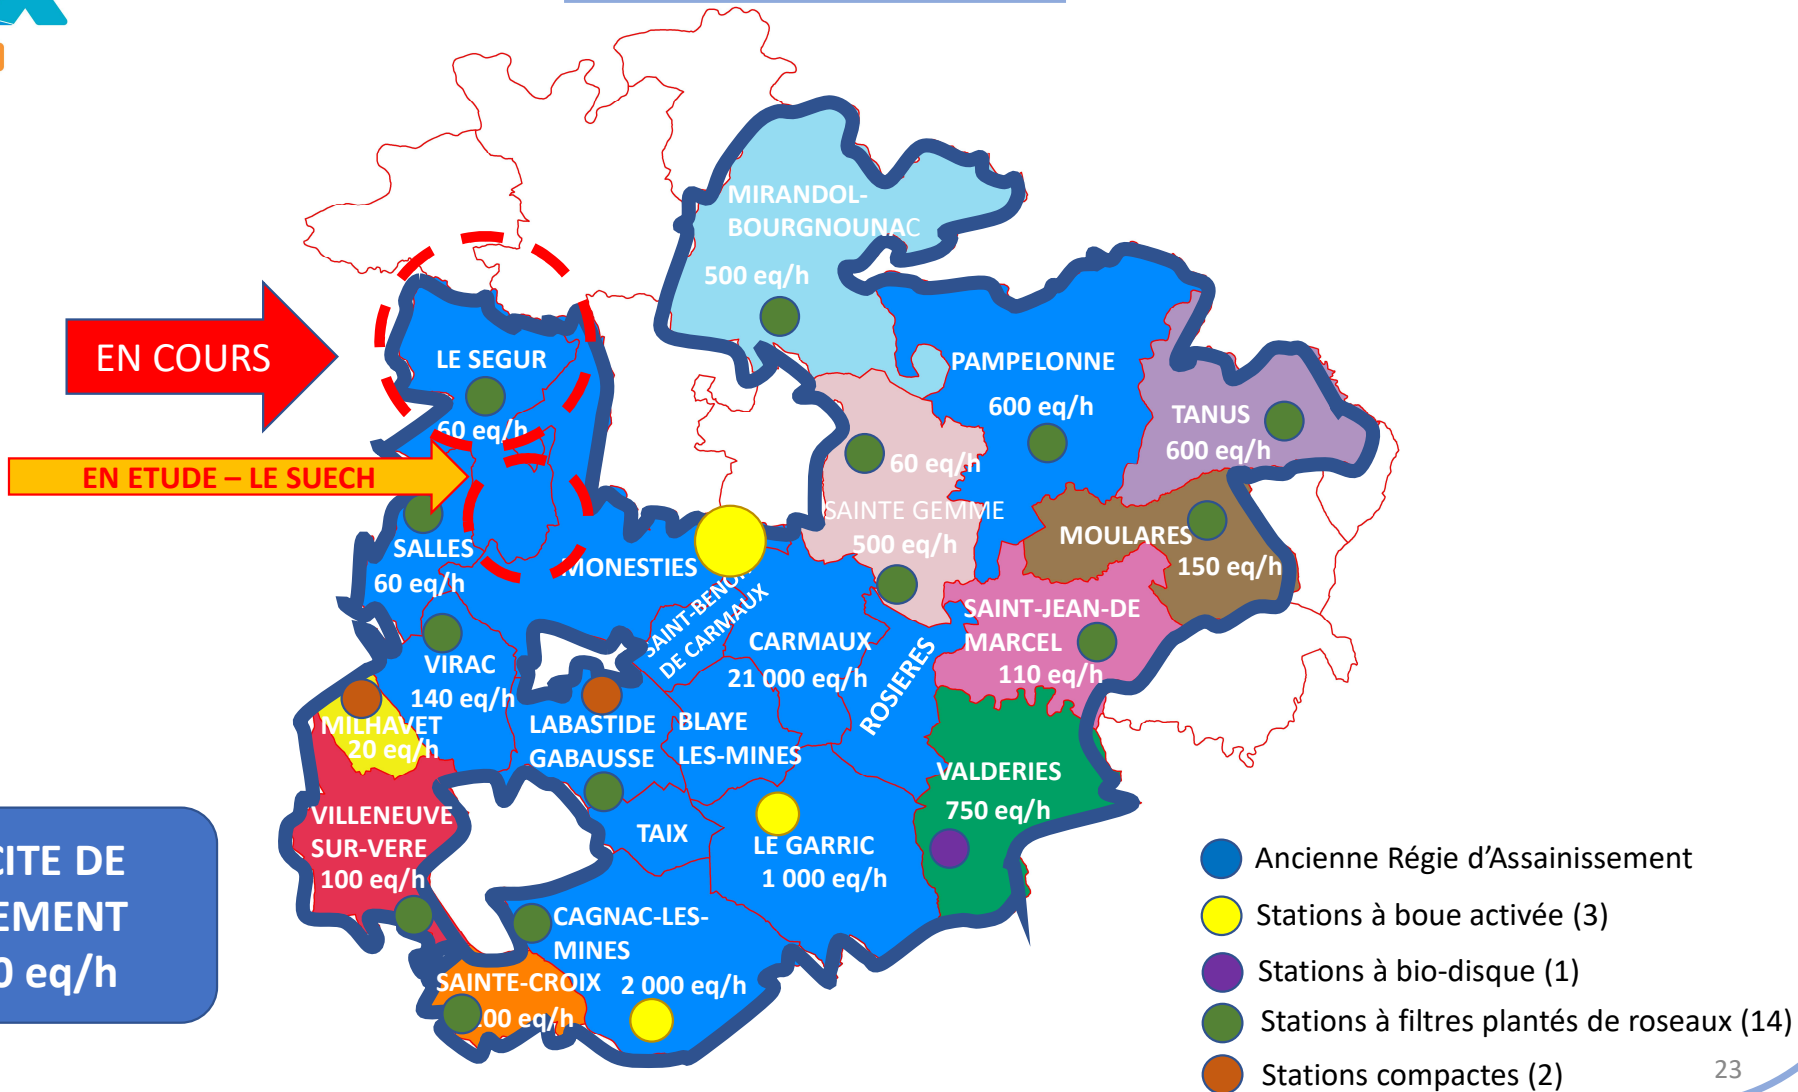 MIRANDOL-
BOURGNOUNAC
500 eq/h
EN COURS
LE SEGUR
60 eq/h
PAMPELONNE
600 eq/h
TANUS
600 eq/h
EN ETUDE – LE SUECH
60 eq/h
SAINTE GEMME
500 eq/h
MOULARES
150 eq/h
SALLES
60 eq/h
MONESTIES
SAINT-BENOIT
DE CARMAUX
CARMAUX
21 000 eq/h
ROSIERES
SAINT-JEAN-DE
MARCEL
110 eq/h
VIRAC
140 eq/h
MILHAVET
20 eq/h
LABASTIDE
GABAUSSE
BLAYE
LES-MINES
VALDERIES
750 eq/h
VILLENEUVE
SUR-VERE
100 eq/h
TAIX
LE GARRIC
1 000 eq/h
CITE DE
EMENT
0 eq/h
CAGNAC-LES-
MINES
2 000 eq/h
SAINTE-CROIX
00 eq/h
Ancienne Régie d'Assainissement
Stations à boue activée (3)
Stations à bio-disque (1)
Stations à filtres plantés de roseaux (14)
Stations compactes (2)
23